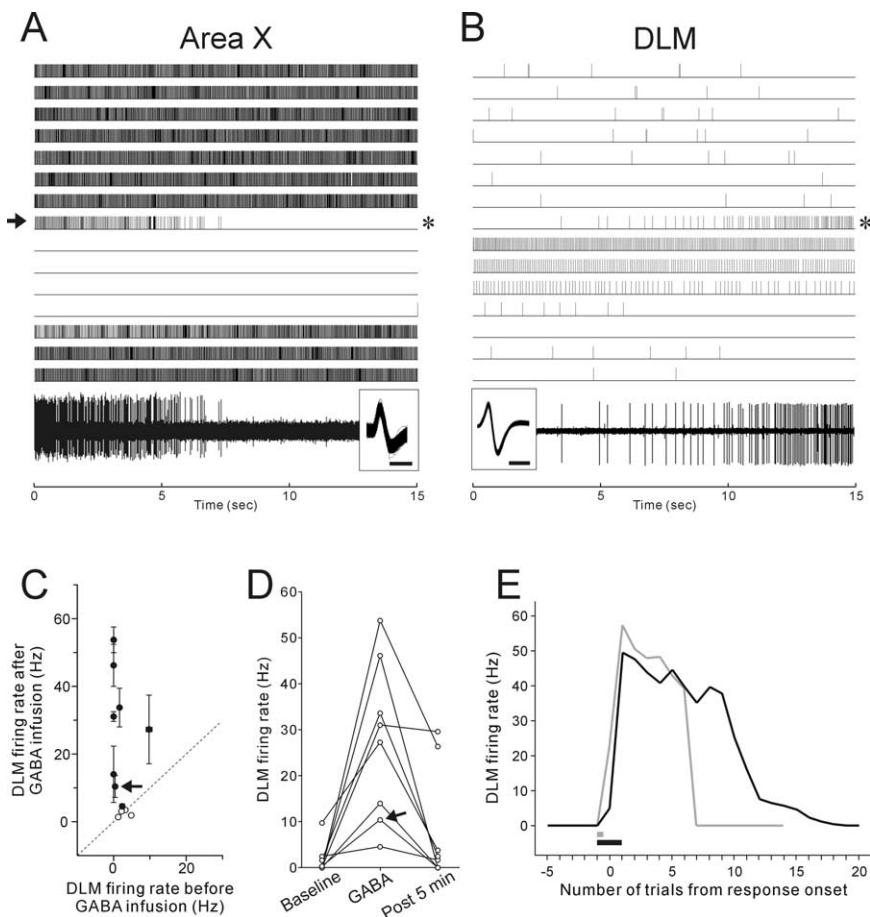 A
Area X
B
DLM
*
*
0
5
10
15
Time (sec)
0
5
10
15
Time (sec)
C
DLM firing rate after
GABA infusion (Hz)
60
40
20
0
0
20
DLM firing rate before
GABA infusion (Hz)
D
DLM firing rate (Hz)
60
50
40
30
20
10
0
Baseline
GABA
Post 5 min
E
DLM firing rate (Hz)
60
50
40
30
20
10
0
-5
0
5
10
15
20
Number of trials from response onset